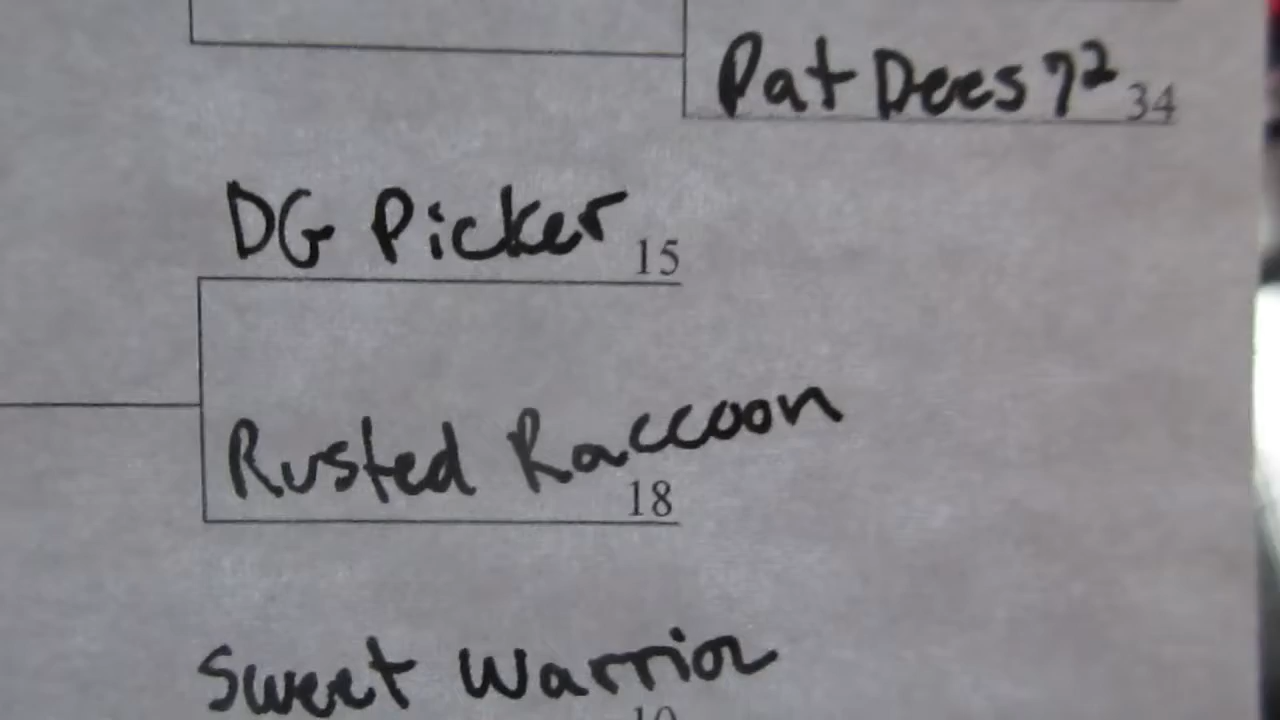 Pat Dees 72 34
DG Picker 15
Rusted Raccoon
18
Sweet Warrior